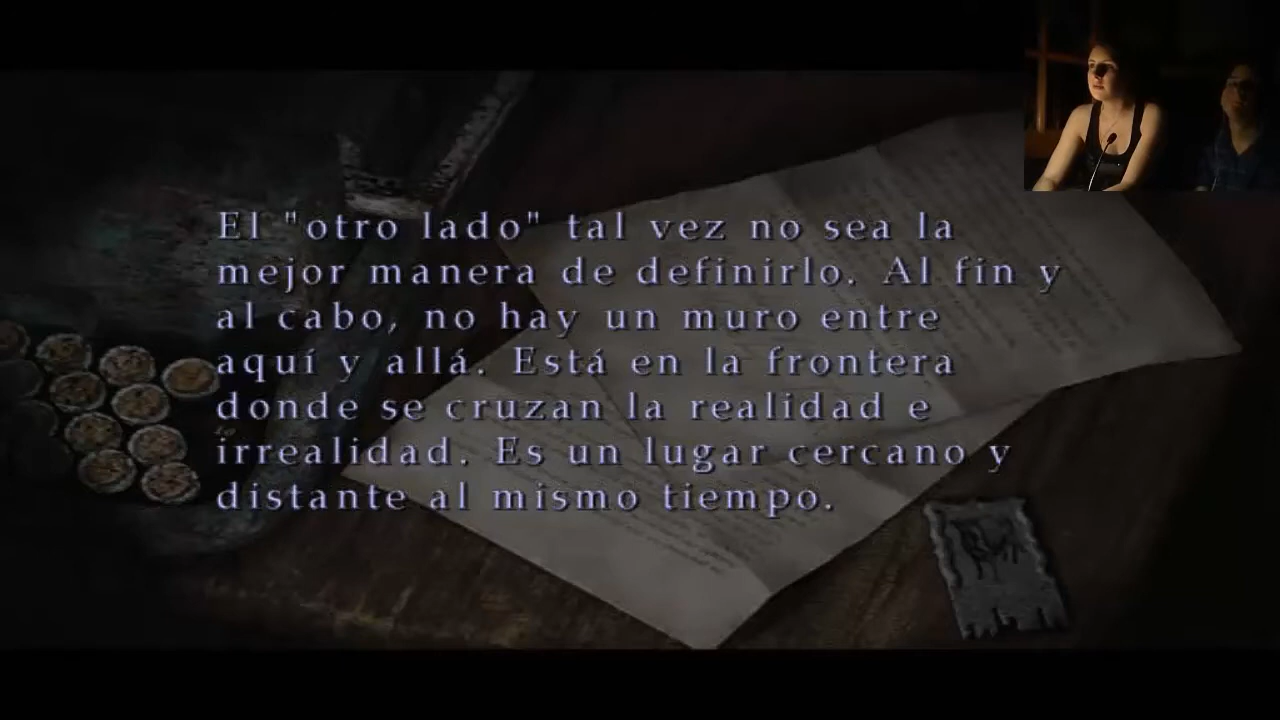 El "otro lado" tal vez no sea la
mejor manera de definirlo. Al fin y
al cabo, no hay un muro entre
aquí y allá. Está en la frontera
donde se cruzan la realidad e
irrealidad. Es un lugar cercano y
distante al mismo tiempo.